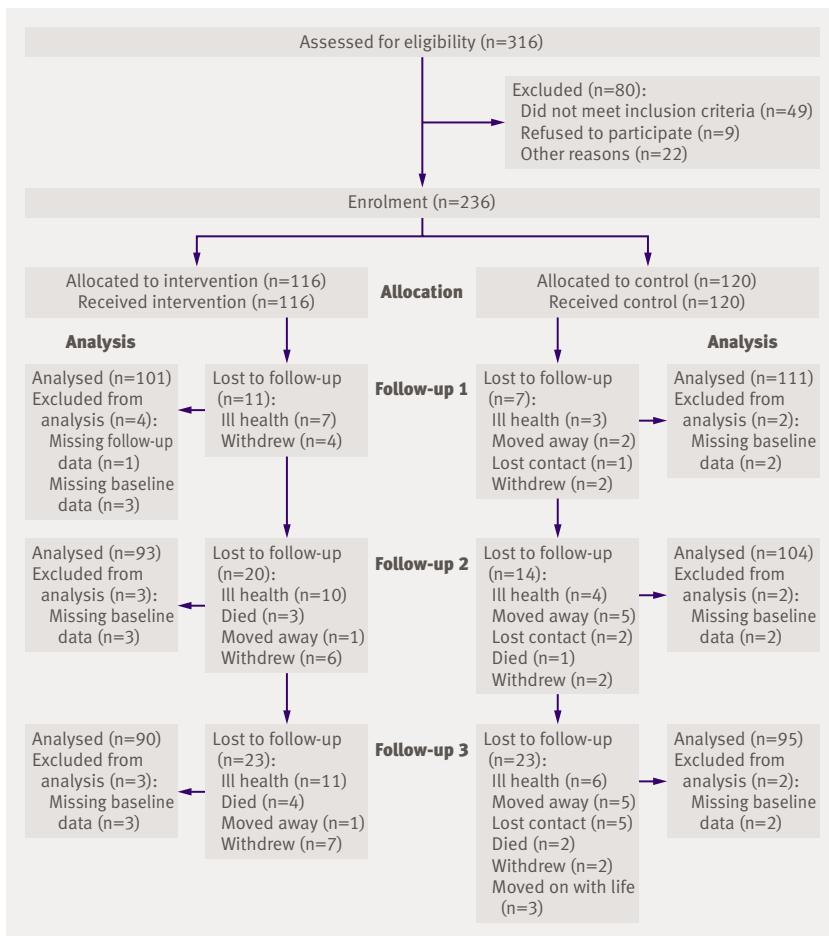 Assessed for eligibility (n=316)
Excluded (n=80):
Did not meet inclusion criteria (n=49)
Refused to participate (n=9)
Other reasons (n=22)
Enrolment (n=236)
Allocated to intervention (n=116)
Received intervention (n=116)
Allocation
Allocated to control (n=120)
Received control (n=120)
Analysis
Analysis
Analysed (n=101)
Excluded from
analysis (n=4):
Missing follow-up
data (n=1)
Missing baseline
data (n=3)
Lost to follow-up
(n=11):
Ill health (n=7)
Withdrew (n=4)
Follow-up 1
Lost to follow-up
(n=7):
Ill health (n=3)
Moved away (n=2)
Lost contact (n=1)
Withdrew (n=2)
Analysed (n=111)
Excluded from
analysis (n=2):
Missing baseline
data (n=2)
Analysed (n=93)
Excluded from
analysis (n=3):
Missing baseline
data (n=3)
Lost to follow-up
(n=20):
Ill health (n=10)
Died (n=3)
Moved away (n=1)
Withdrew (n=6)
Follow-up 2
Lost to follow-up
(n=14):
Ill health (n=4)
Moved away (n=5)
Lost contact (n=2)
Died (n=1)
Withdrew (n=2)
Analysed (n=104)
Excluded from
analysis (n=2):
Missing baseline
data (n=2)
Analysed (n=90)
Excluded from
analysis (n=3):
Missing baseline
data (n=3)
Lost to follow-up
(n=23):
Ill health (n=11)
Died (n=4)
Moved away (n=1)
Withdrew (n=7)
Follow-up 3
Lost to follow-up
(n=23):
Ill health (n=6)
Moved away (n=5)
Lost contact (n=5)
Died (n=2)
Withdrew (n=2)
Moved on with life
(n=3)
Analysed (n=95)
Excluded from
analysis (n=2):
Missing baseline
data (n=2)